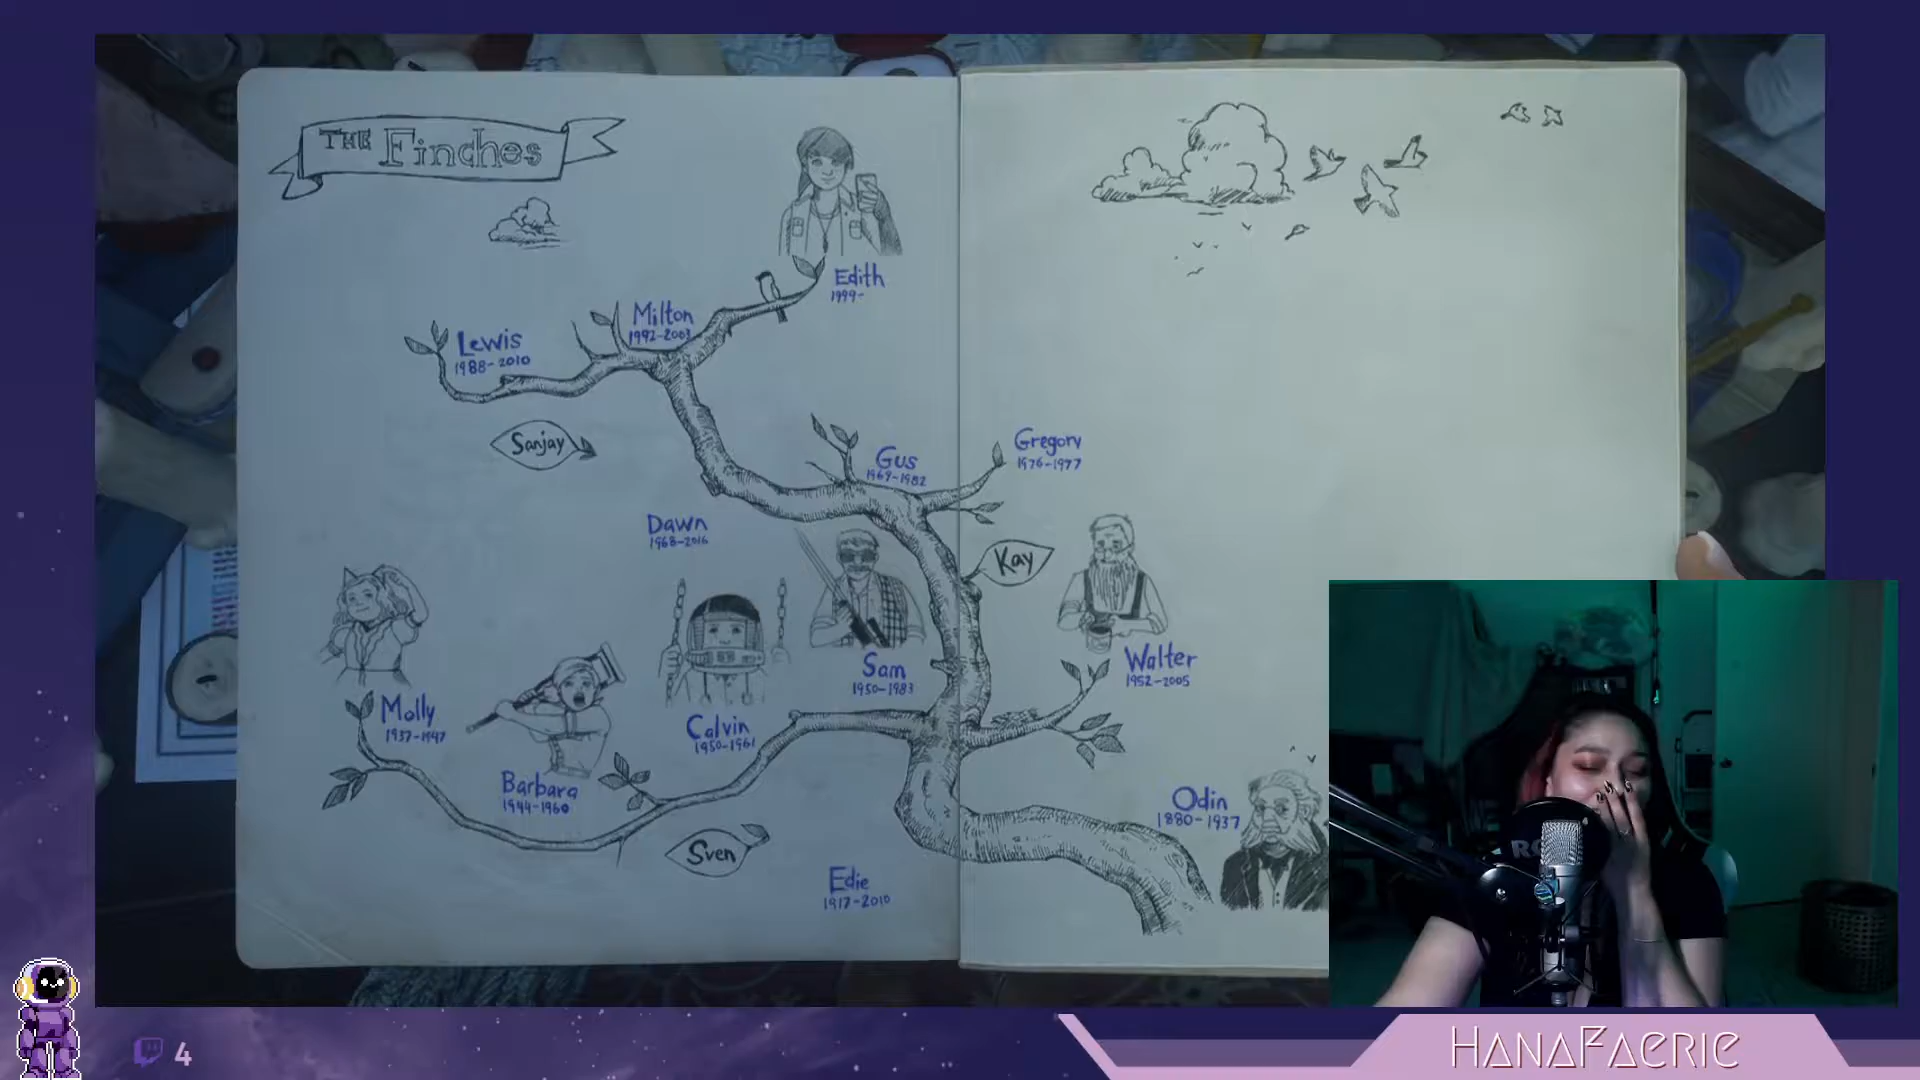 THE Finches
Edith
1999-
Milton
1992-2003
Lewis
1988-2010
Sanjay
Gus
1969-1982
Gregory
1976-1977
Dawn
1968-2016
Kay
Sam
1950-1983
Walter
1952-2005
Molly
1937-1947
Calvin
1950-1961
Barbara
1944-1960
Odin
1880-1937
Sven
Edie
1917-2010
4
HANAFAERIE